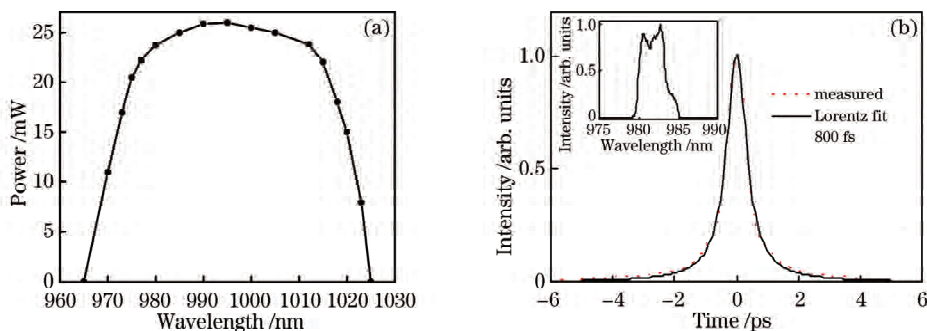 (a)
Power /mW
25
20
15
10
5
0
960 970 980 990 1000 1010 1020 1030
Wavelength /nm
(b)
Intensity /arb. units
1.0
0.5
0
−6 −4 −2 0 2 4 6
Time /ps
measured
Lorentz fit
800 fs
Intensity /arb. units
1.0
0.5
0
975 980 985 990
Wavelength /nm